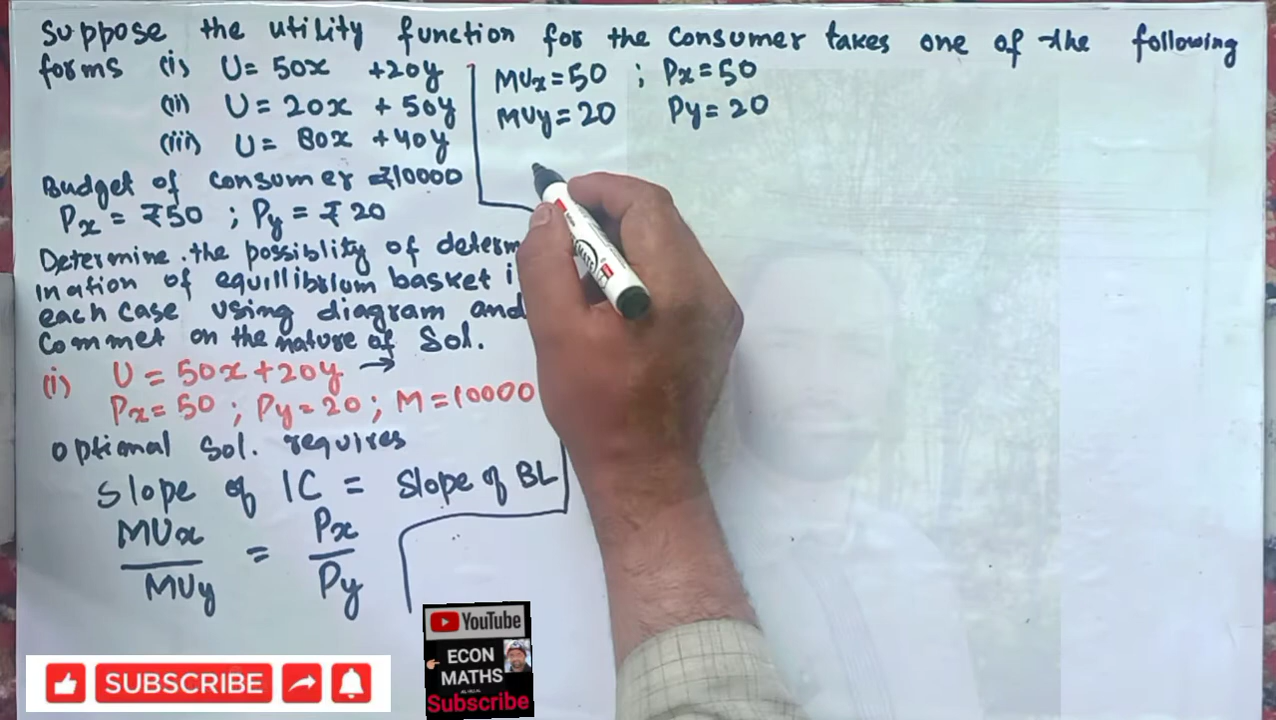 Suppose the utility function for the consumer takes one of the following
forms (i) U = 50x +20y
(ii) U = 20x + 50y
(iii) U = 80x +40y
Budget of consumer = ₹10000
Px = ₹50 ; Py = ₹ 20
Determine the possiblity of determ
ination of equillibrium basket i
each case using diagram and
Commet on the nature of Sol.
(i) U = 50x+20y →
Px = 50 ; Py = 20 ; M = 10000
Optimal Sol. requires
Slope of IC = Slope of BL
MUx / MUy = Px / Py
MUx = 50 ; Px = 50
MUy = 20 Py = 20
SUBSCRIBE
YouTube
ECON
MATHS
Subscribe